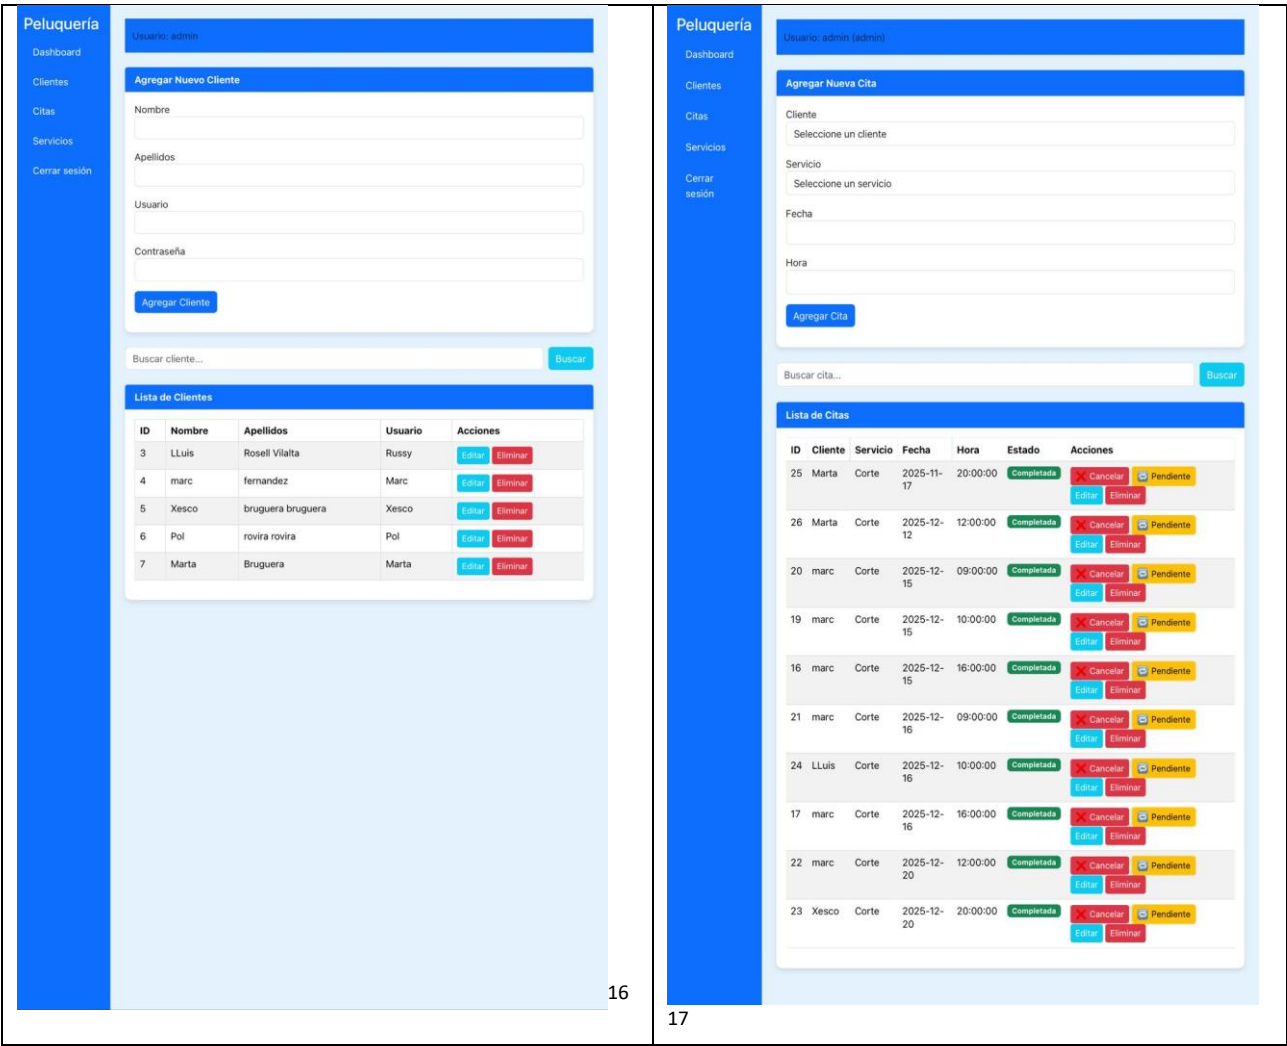 Peluquería
Dashboard
Clientes
Citas
Servicios
Cerrar sesión
Usuario: admin
Agregar Nuevo Cliente
Nombre
Apellidos
Usuario
Contraseña
Agregar Cliente
Buscar cliente... Buscar
Lista de Clientes
ID Nombre Apellidos Usuario Acciones
3 LLuis Rosell Vilalta Russy Editar Eliminar
4 marc fernandez Marc Editar Eliminar
5 Xesco bruguera bruguera Xesco Editar Eliminar
6 Pol rovira rovira Pol Editar Eliminar
7 Marta Bruguera Marta Editar Eliminar
16
Peluquería
Dashboard
Clientes
Citas
Servicios
Cerrar
sesión
Usuario: admin (admin)
Agregar Nueva Cita
Cliente
Seleccione un cliente
Servicio
Seleccione un servicio
Fecha
Hora
Agregar Cita
Buscar cita... Buscar
Lista de Citas
ID Cliente Servicio Fecha Hora Estado Acciones
25 Marta Corte 2025-11- 20:00:00 Completada ❌ Cancelar 🔄 Pendiente
17 Editar Eliminar
26 Marta Corte 2025-12- 12:00:00 Completada ❌ Cancelar 🔄 Pendiente
12 Editar Eliminar
20 marc Corte 2025-12- 09:00:00 Completada ❌ Cancelar 🔄 Pendiente
15 Editar Eliminar
19 marc Corte 2025-12- 10:00:00 Completada ❌ Cancelar 🔄 Pendiente
15 Editar Eliminar
16 marc Corte 2025-12- 16:00:00 Completada ❌ Cancelar 🔄 Pendiente
15 Editar Eliminar
21 marc Corte 2025-12- 09:00:00 Completada ❌ Cancelar 🔄 Pendiente
16 Editar Eliminar
24 LLuis Corte 2025-12- 10:00:00 Completada ❌ Cancelar 🔄 Pendiente
16 Editar Eliminar
17 marc Corte 2025-12- 16:00:00 Completada ❌ Cancelar 🔄 Pendiente
16 Editar Eliminar
22 marc Corte 2025-12- 12:00:00 Completada ❌ Cancelar 🔄 Pendiente
20 Editar Eliminar
23 Xesco Corte 2025-12- 20:00:00 Completada ❌ Cancelar 🔄 Pendiente
20 Editar Eliminar
17